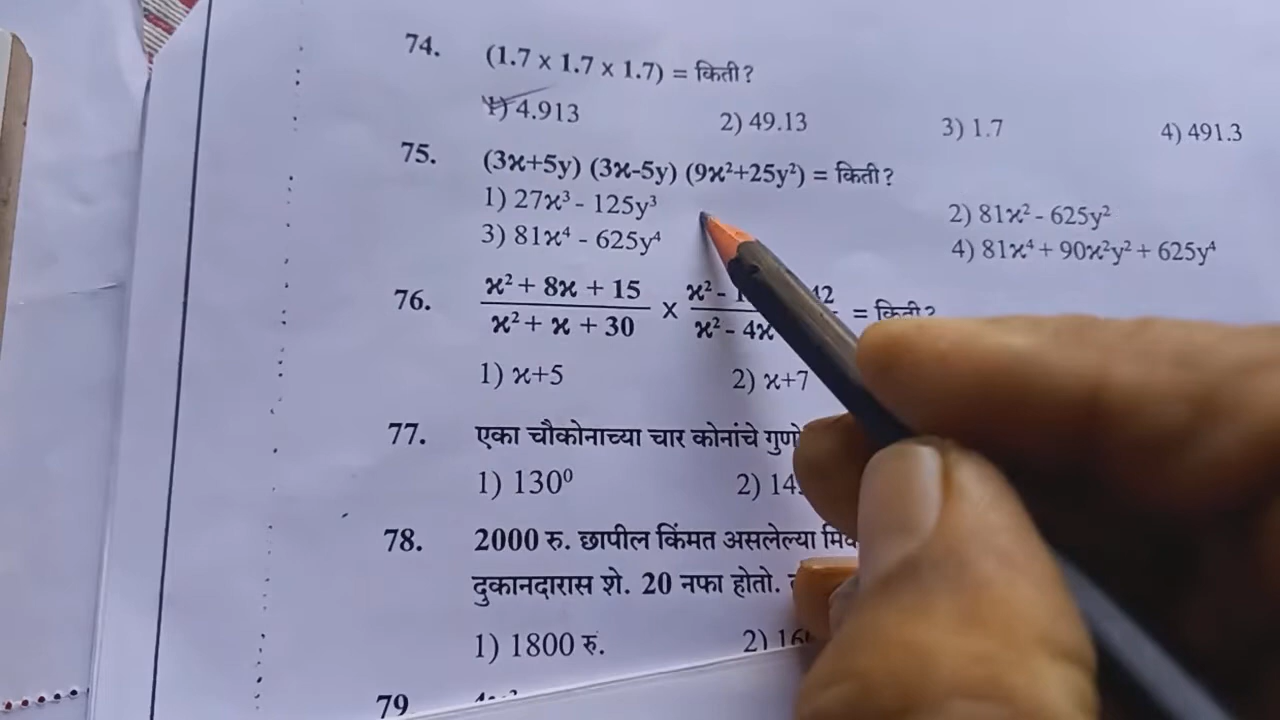 74. (1.7 x 1.7 x 1.7) = किती?
1) 4.913 2) 49.13 3) 1.7 4) 491.3
75. (3x+5y) (3x-5y) (9x²+25y²) = किती?
1) 27x³ - 125y³ 2) 81x² - 625y²
3) 81x⁴ - 625y⁴ 4) 81x⁴ + 90x²y² + 625y⁴
76. x² + 8x + 15 x² - 42
x² + x + 30 x x² - 4x = किती?
1) x+5 2) x+7
77. एका चौकोनाच्या चार कोनांचे
1) 130⁰ 2)
78. 2000 रु. छापील किंमत असलेल्या
दुकानदारास शे. 20 नफा होतो.
1) 1800 रु. 2)
79